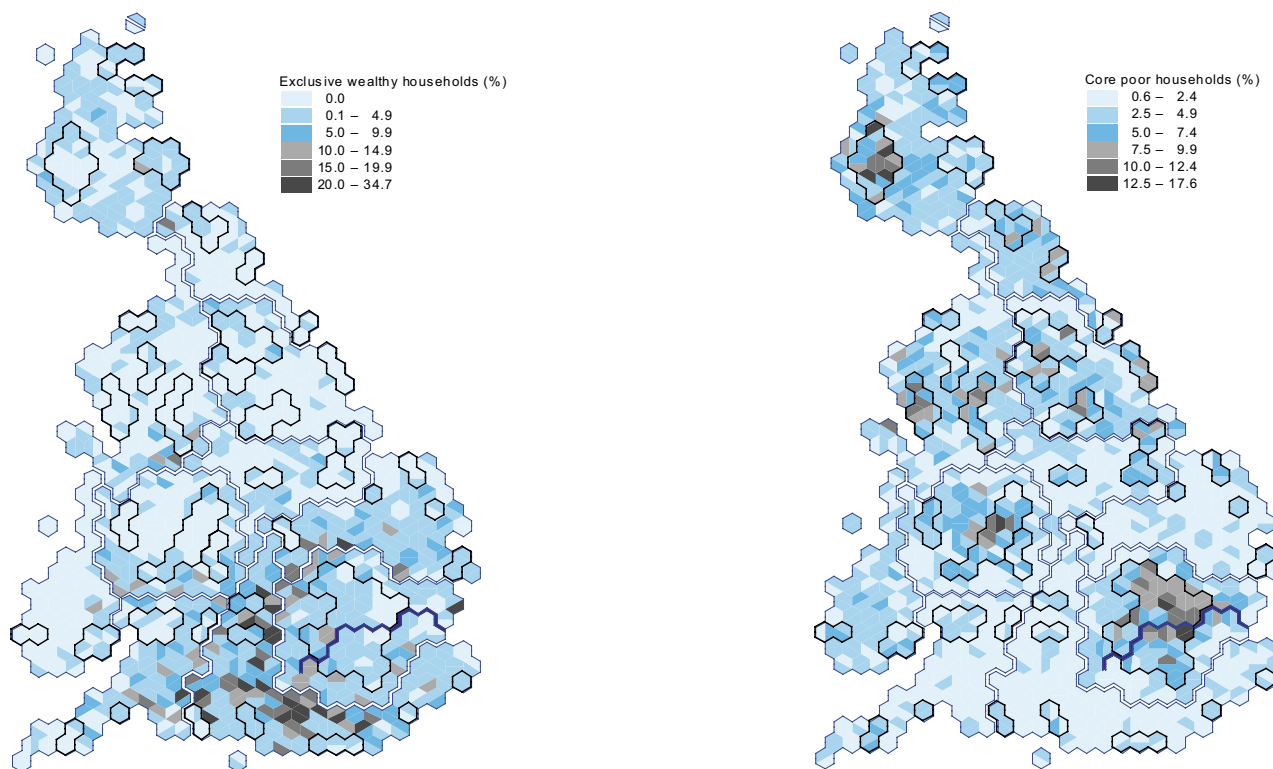 Exclusive wealthy households (%)
0.0
0.1 – 4.9
5.0 – 9.9
10.0 – 14.9
15.0 – 19.9
20.0 – 34.7
Core poor households (%)
0.6 – 2.4
2.5 – 4.9
5.0 – 7.4
7.5 – 9.9
10.0 – 12.4
12.5 – 17.6